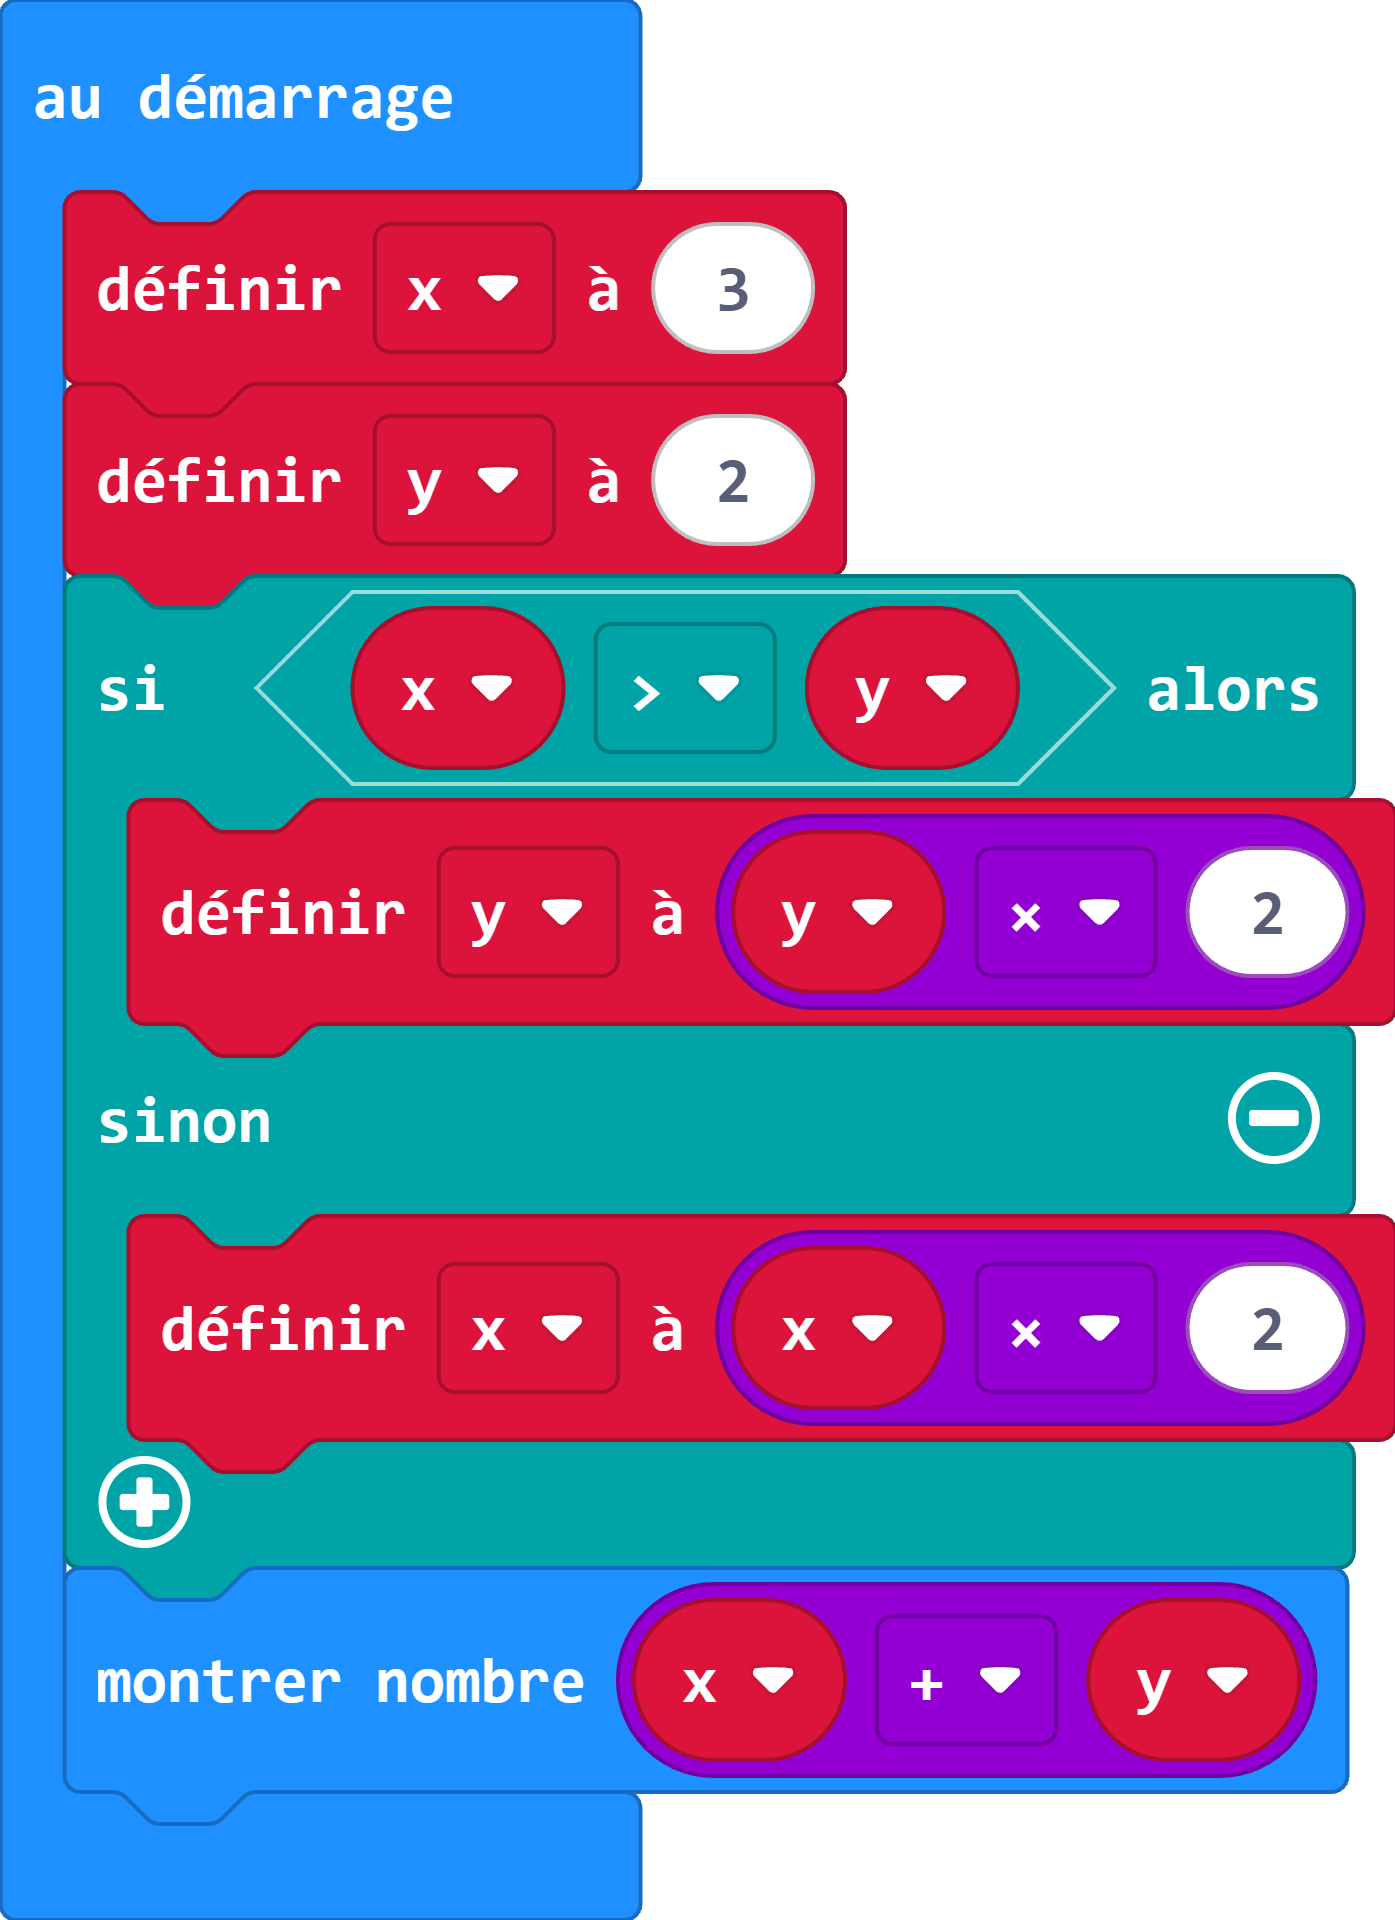 au démarrage
définir x à 3
définir y à 2
si x > y alors
définir y à y × 2
sinon
définir x à x × 2
montrer nombre x + y